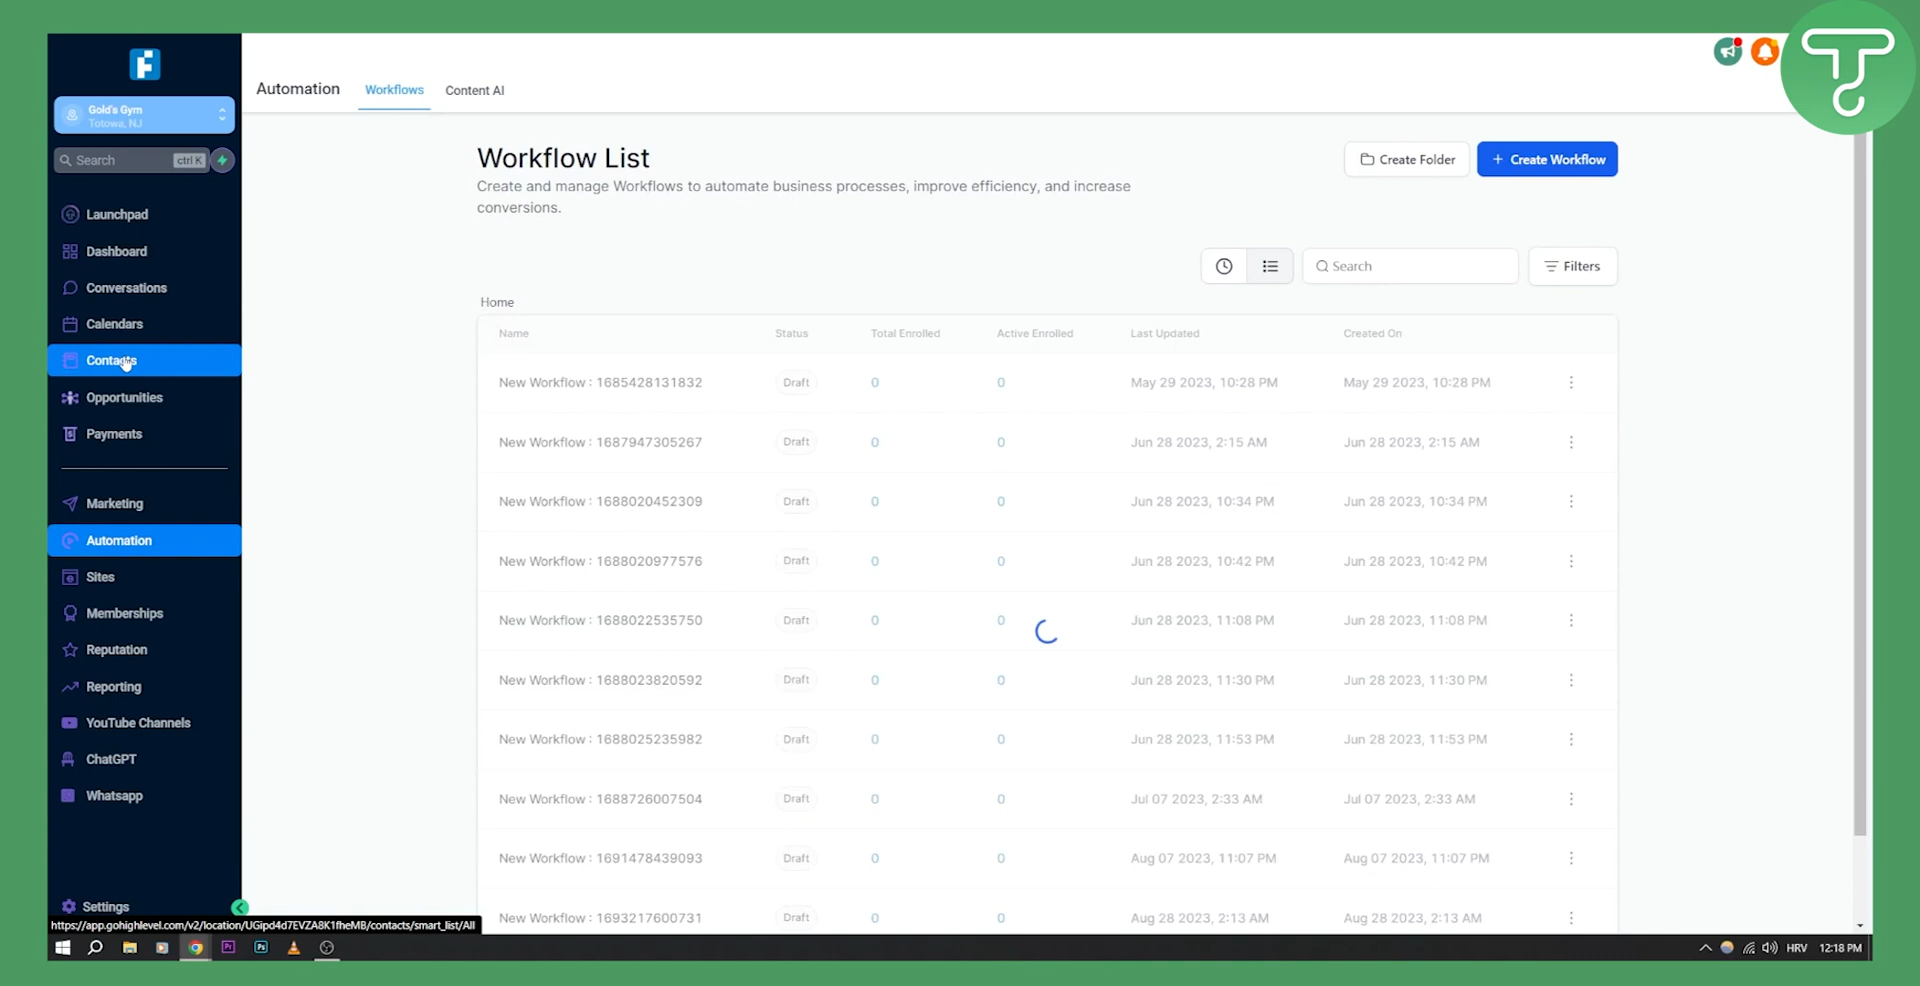 Gold's Gym
Totowa, NJ
Search
ctrl K
Launchpad
Dashboard
Conversations
Calendars
Contacts
Opportunities
Payments
Marketing
Automation
Sites
Memberships
Reputation
Reporting
YouTube Channels
ChatGPT
Whatsapp
Settings
Automation
Workflows
Content AI
Workflow List
Create and manage Workflows to automate business processes, improve efficiency, and increase
conversions.
Create Folder
+ Create Workflow
Search
Filters
Home
Name Status Total Enrolled Active Enrolled Last Updated Created On
New Workflow : 1685428131832 Draft 0 0 May 29 2023, 10:28 PM May 29 2023, 10:28 PM
New Workflow : 1687947305267 Draft 0 0 Jun 28 2023, 2:15 AM Jun 28 2023, 2:15 AM
New Workflow : 1688020452309 Draft 0 0 Jun 28 2023, 10:34 PM Jun 28 2023, 10:34 PM
New Workflow : 1688020977576 Draft 0 0 Jun 28 2023, 10:42 PM Jun 28 2023, 10:42 PM
New Workflow : 1688022535750 Draft 0 0 Jun 28 2023, 11:08 PM Jun 28 2023, 11:08 PM
New Workflow : 1688023820592 Draft 0 0 Jun 28 2023, 11:30 PM Jun 28 2023, 11:30 PM
New Workflow : 1688025235982 Draft 0 0 Jun 28 2023, 11:53 PM Jun 28 2023, 11:53 PM
New Workflow : 1688726007504 Draft 0 0 Jul 07 2023, 2:33 AM Jul 07 2023, 2:33 AM
New Workflow : 1691478439093 Draft 0 0 Aug 07 2023, 11:07 PM Aug 07 2023, 11:07 PM
New Workflow : 1693217600731 Draft 0 0 Aug 28 2023, 2:13 AM Aug 28 2023, 2:13 AM
https://app.gohighlevel.com/v2/location/UGipd4d7EVZA8K1fheMB/contacts/smart_list/All
Pr
Ps
HRV
12:18 PM